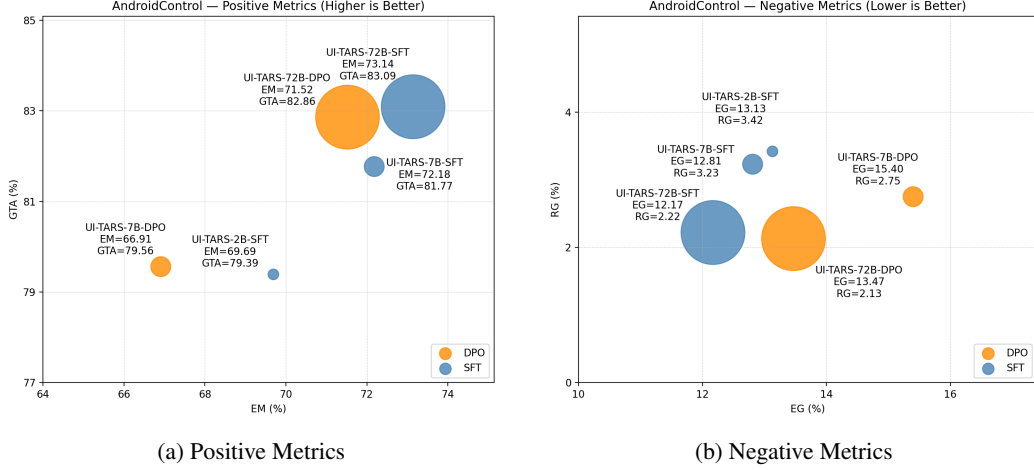 AndroidControl — Positive Metrics (Higher is Better)
85
83
81
79
77
GTA (%)
64
66
68
70
72
74
EM (%)
UI-TARS-72B-SFT
EM=73.14
GTA=83.09
UI-TARS-72B-DPO
EM=71.52
GTA=82.86
UI-TARS-7B-SFT
EM=72.18
GTA=81.77
UI-TARS-7B-DPO
EM=66.91
GTA=79.56
UI-TARS-2B-SFT
EM=69.69
GTA=79.39
DPO
SFT
(a) Positive Metrics
AndroidControl — Negative Metrics (Lower is Better)
4
2
0
RG (%)
10
12
14
16
EG (%)
UI-TARS-2B-SFT
EG=13.13
RG=3.42
UI-TARS-7B-SFT
EG=12.81
RG=3.23
UI-TARS-7B-DPO
EG=15.40
RG=2.75
UI-TARS-72B-SFT
EG=12.17
RG=2.22
UI-TARS-72B-DPO
EG=13.47
RG=2.13
DPO
SFT
(b) Negative Metrics